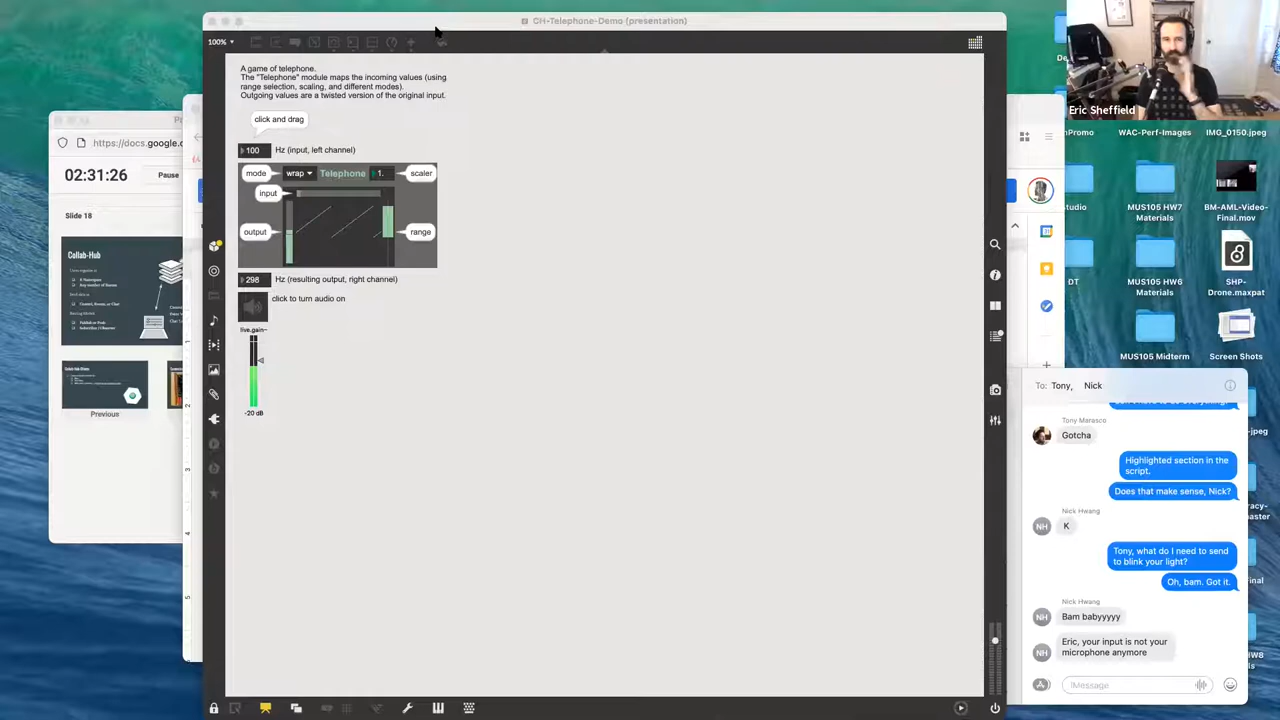 CH-Telephone-Demo (presentation)
100%
A game of telephone.
The "Telephone" module maps the incoming values (using
range selection, scaling, and different modes).
Outgoing values are a twisted version of the original input.
click and drag
100
Hz (input, left channel)
mode
wrap
Telephone
1.
scaler
input
output
range
298
Hz (resulting output, right channel)
click to turn audio on
live.gain~
-20 dB
https://docs.google.c
02:31:26
Pause
Slide 18
Collab-Hub
Previous
Eric Sheffield
nPromo
WAC-Perf-Images
IMG_0150.jpeg
studio
MUS105 HW7
Materials
BM-AML-Video-
Final.mov
DT
MUS105 HW6
Materials
SHP-
Drone.maxpat
MUS105 Midterm
Screen Shots
To: Tony, Nick
Tony Marasco
Gotcha
Highlighted section in the
script.
Does that make sense, Nick?
Nick Hwang
NH
K
Tony, what do I need to send
to blink your light?
Oh, bam. Got it.
Nick Hwang
NH
Bam babyyyyy
NH
Eric, your input is not your
microphone anymore
iMessage